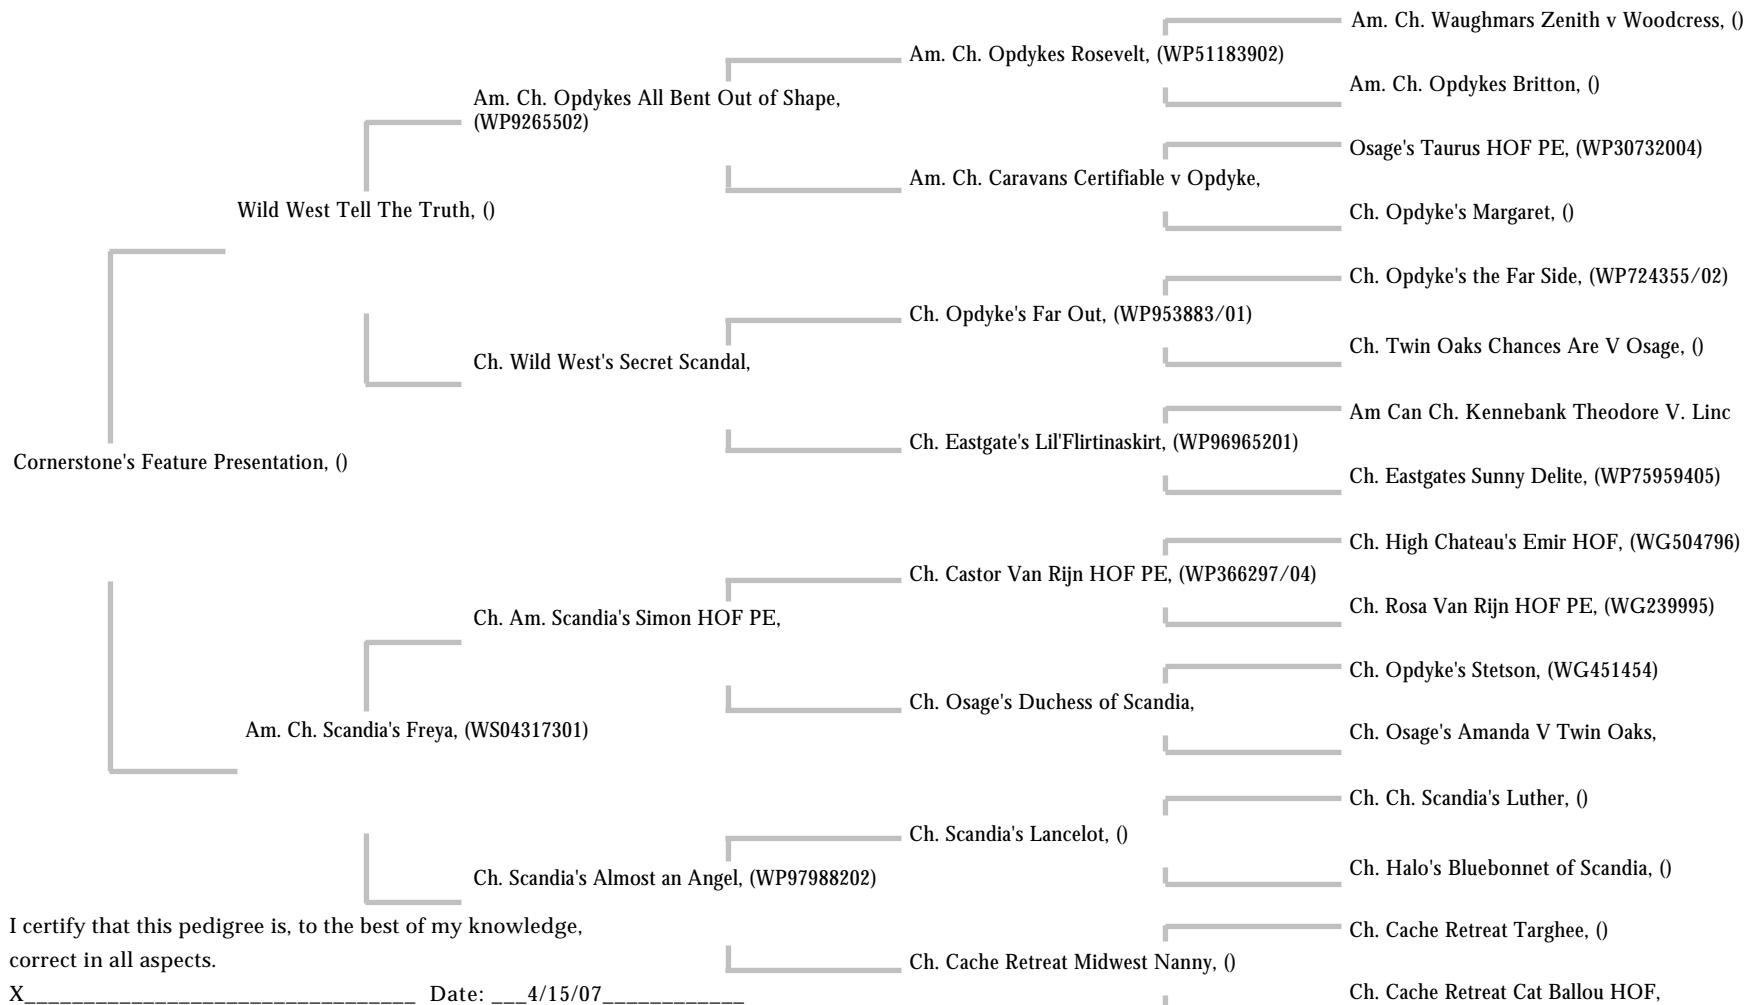 Am. Ch. Waughmars Zenith v Woodcress, ()
Am. Ch. Opdykes Rosevelt, (WP51183902)
Am. Ch. Opdykes Britton, ()
Am. Ch. Opdykes All Bent Out of Shape,
(WP9265502)
Osage's Taurus HOF PE, (WP30732004)
Am. Ch. Caravans Certifiable v Opdyke,
Ch. Opdyke's Margaret, ()
Wild West Tell The Truth, ()
Ch. Opdyke's the Far Side, (WP724355/02)
Ch. Opdyke's Far Out, (WP953883/01)
Ch. Twin Oaks Chances Are V Osage, ()
Ch. Wild West's Secret Scandal,
Am Can Ch. Kennebank Theodore V. Linc
Ch. Eastgate's Lil'Flirtinaskirt, (WP96965201)
Ch. Eastgates Sunny Delite, (WP75959405)
Cornerstone's Feature Presentation, ()
Ch. High Chateau's Emir HOF, (WG504796)
Ch. Castor Van Rijn HOF PE, (WP366297/04)
Ch. Rosa Van Rijn HOF PE, (WG239995)
Ch. Am. Scandia's Simon HOF PE,
Ch. Opdyke's Stetson, (WG451454)
Ch. Osage's Duchess of Scandia,
Ch. Osage's Amanda V Twin Oaks,
Am. Ch. Scandia's Freya, (WS04317301)
Ch. Ch. Scandia's Luther, ()
Ch. Scandia's Lancelot, ()
Ch. Halo's Bluebonnet of Scandia, ()
Ch. Scandia's Almost an Angel, (WP97988202)
Ch. Cache Retreat Targhee, ()
Ch. Cache Retreat Midwest Nanny, ()
Ch. Cache Retreat Cat Ballou HOF,
I certify that this pedigree is, to the best of my knowledge,
correct in all aspects.
X_________________________________ Date: ___4/15/07____________